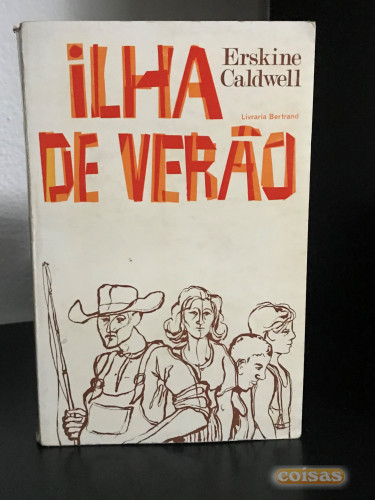 iLHA
DE VERÃO
Erskine
Caldwell
Livraria Bertrand
coisas